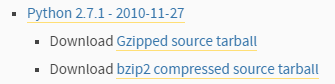 Python 2.7.1 - 2010-11-27
Download Gzipped source tarball
Download bzip2 compressed source tarball